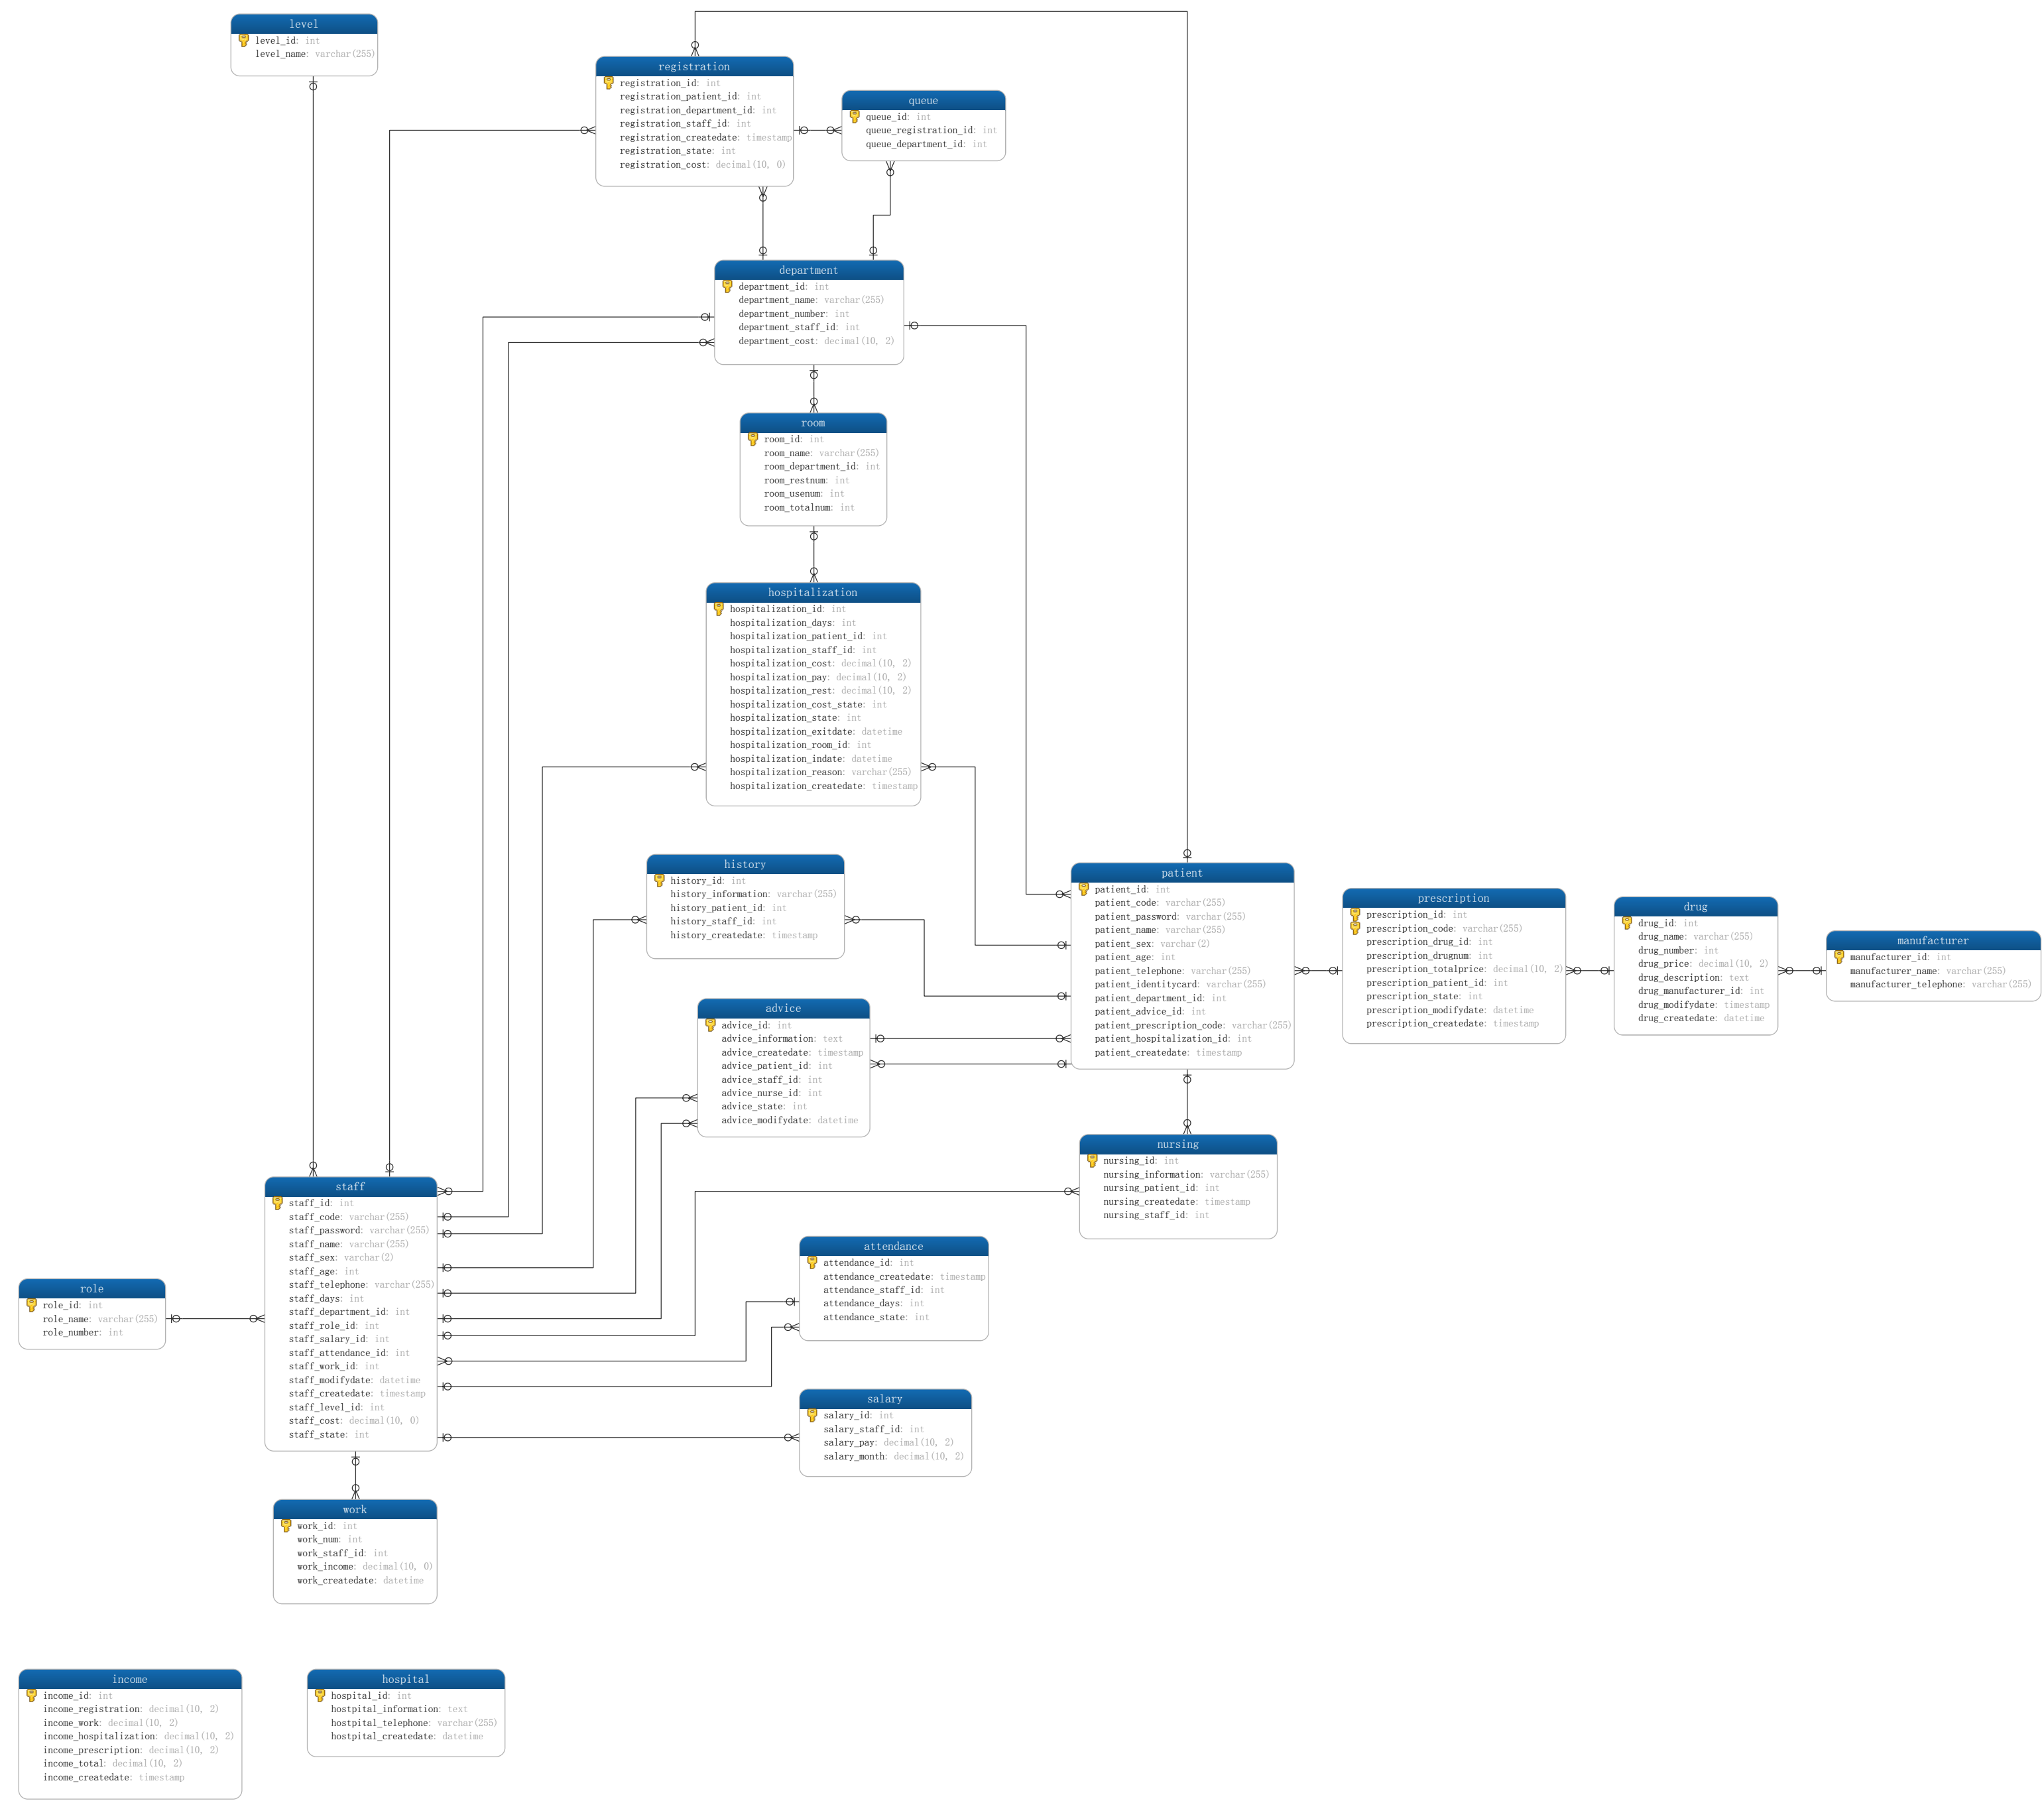 level
level_id: int
level_name: varchar(255)
registration
registration_id: int
registration_patient_id: int
registration_department_id: int
registration_staff_id: int
registration_createdate: timestamp
registration_state: int
registration_cost: decimal(10, 0)
queue
queue_id: int
queue_registration_id: int
queue_department_id: int
department
department_id: int
department_name: varchar(255)
department_number: int
department_staff_id: int
department_cost: decimal(10, 2)
room
room_id: int
room_name: varchar(255)
room_department_id: int
room_restnum: int
room_usenum: int
room_totalnum: int
hospitalization
hospitalization_id: int
hospitalization_days: int
hospitalization_patient_id: int
hospitalization_staff_id: int
hospitalization_cost: decimal(10, 2)
hospitalization_pay: decimal(10, 2)
hospitalization_rest: decimal(10, 2)
hospitalization_cost_state: int
hospitalization_state: int
hospitalization_exitdate: datetime
hospitalization_room_id: int
hospitalization_indate: datetime
hospitalization_reason: varchar(255)
hospitalization_createdate: timestamp
history
history_id: int
history_information: varchar(255)
history_patient_id: int
history_staff_id: int
history_createdate: timestamp
patient
patient_id: int
patient_code: varchar(255)
patient_password: varchar(255)
patient_name: varchar(255)
patient_sex: varchar(2)
patient_age: int
patient_telephone: varchar(255)
patient_identitycard: varchar(255)
patient_department_id: int
patient_advice_id: int
patient_prescription_code: varchar(255)
patient_hospitalization_id: int
patient_createdate: timestamp
prescription
prescription_id: int
prescription_code: varchar(255)
prescription_drug_id: int
prescription_drugnum: int
prescription_totalprice: decimal(10, 2)
prescription_patient_id: int
prescription_state: int
prescription_modifydate: datetime
prescription_createdate: timestamp
drug
drug_id: int
drug_name: varchar(255)
drug_number: int
drug_price: decimal(10, 2)
drug_description: text
drug_manufacturer_id: int
drug_modifydate: timestamp
drug_createdate: datetime
manufacturer
manufacturer_id: int
manufacturer_name: varchar(255)
manufacturer_telephone: varchar(255)
advice
advice_id: int
advice_information: text
advice_createdate: timestamp
advice_patient_id: int
advice_staff_id: int
advice_nurse_id: int
advice_state: int
advice_modifydate: datetime
nursing
nursing_id: int
nursing_information: varchar(255)
nursing_patient_id: int
nursing_createdate: timestamp
nursing_staff_id: int
staff
staff_id: int
staff_code: varchar(255)
staff_password: varchar(255)
staff_name: varchar(255)
staff_sex: varchar(2)
staff_age: int
staff_telephone: varchar(255)
staff_days: int
staff_department_id: int
staff_role_id: int
staff_salary_id: int
staff_attendance_id: int
staff_work_id: int
staff_modifydate: datetime
staff_createdate: timestamp
staff_level_id: int
staff_cost: decimal(10, 0)
staff_state: int
attendance
attendance_id: int
attendance_createdate: timestamp
attendance_staff_id: int
attendance_days: int
attendance_state: int
role
role_id: int
role_name: varchar(255)
role_number: int
salary
salary_id: int
salary_staff_id: int
salary_pay: decimal(10, 2)
salary_month: decimal(10, 2)
work
work_id: int
work_num: int
work_staff_id: int
work_income: decimal(10, 0)
work_createdate: datetime
income
income_id: int
income_registration: decimal(10, 2)
income_work: decimal(10, 2)
income_hospitalization: decimal(10, 2)
income_prescription: decimal(10, 2)
income_total: decimal(10, 2)
income_createdate: timestamp
hospital
hospital_id: int
hostpital_information: text
hostpital_telephone: varchar(255)
hostpital_createdate: datetime